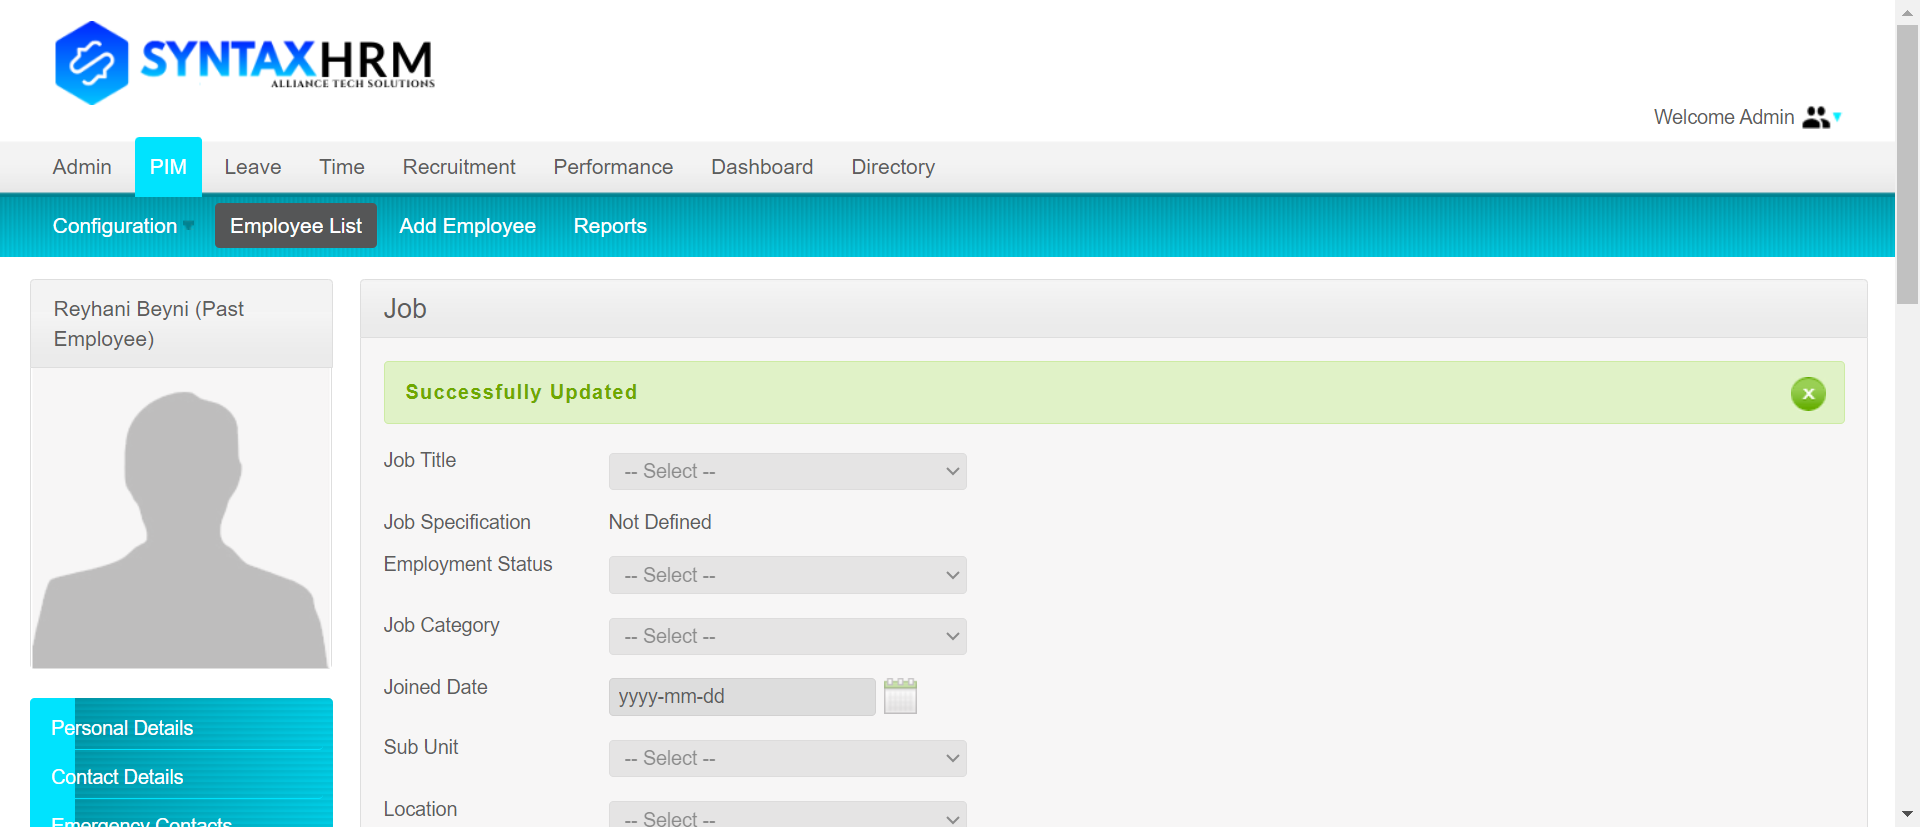 SYNTAXHRM
ALLIANCE TECH SOLUTIONS
Welcome Admin
Admin PIM Leave Time Recruitment Performance Dashboard Directory
Configuration Employee List Add Employee Reports
Reyhani Beyni (Past
Employee)
Personal Details
Contact Details
Emergency Contacts
Job
Successfully Updated
Job Title -- Select --
Job Specification Not Defined
Employment Status -- Select --
Job Category -- Select --
Joined Date yyyy-mm-dd
Sub Unit -- Select --
Location -- Select --